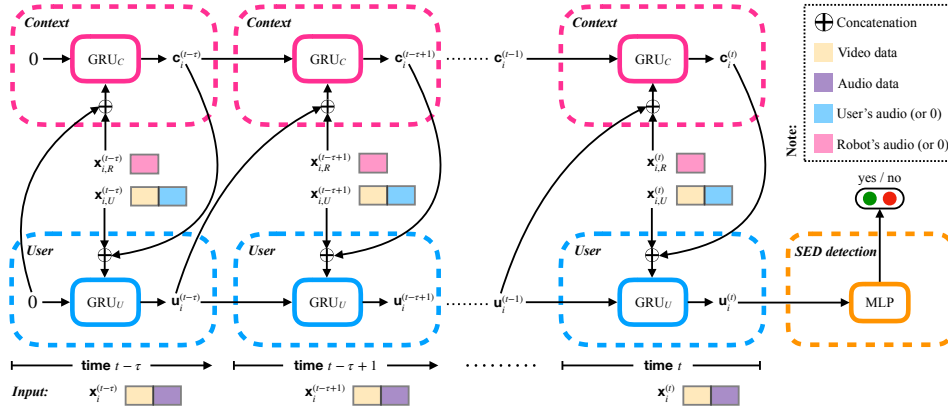 Context
Context
Context
0
GRU_C
c_i^{(t−τ)}
GRU_C
c_i^{(t−τ+1)}
........
c_i^{(t−1)}
GRU_C
c_i^{(t)}
x_{i,R}^{(t−τ)}
x_{i,R}^{(t−τ+1)}
x_{i,R}^{(t)}
x_{i,U}^{(t−τ)}
x_{i,U}^{(t−τ+1)}
x_{i,U}^{(t)}
User
User
User
0
GRU_U
u_i^{(t−τ)}
GRU_U
u_i^{(t−τ+1)}
........
u_i^{(t−1)}
GRU_U
u_i^{(t)}
SED detection
MLP
yes / no
Note:
Concatenation
Video data
Audio data
User's audio (or 0)
Robot's audio (or 0)
time t − τ
time t − τ + 1
.........
time t
Input:
x_i^{(t−τ)}
x_i^{(t−τ+1)}
x_i^{(t)}